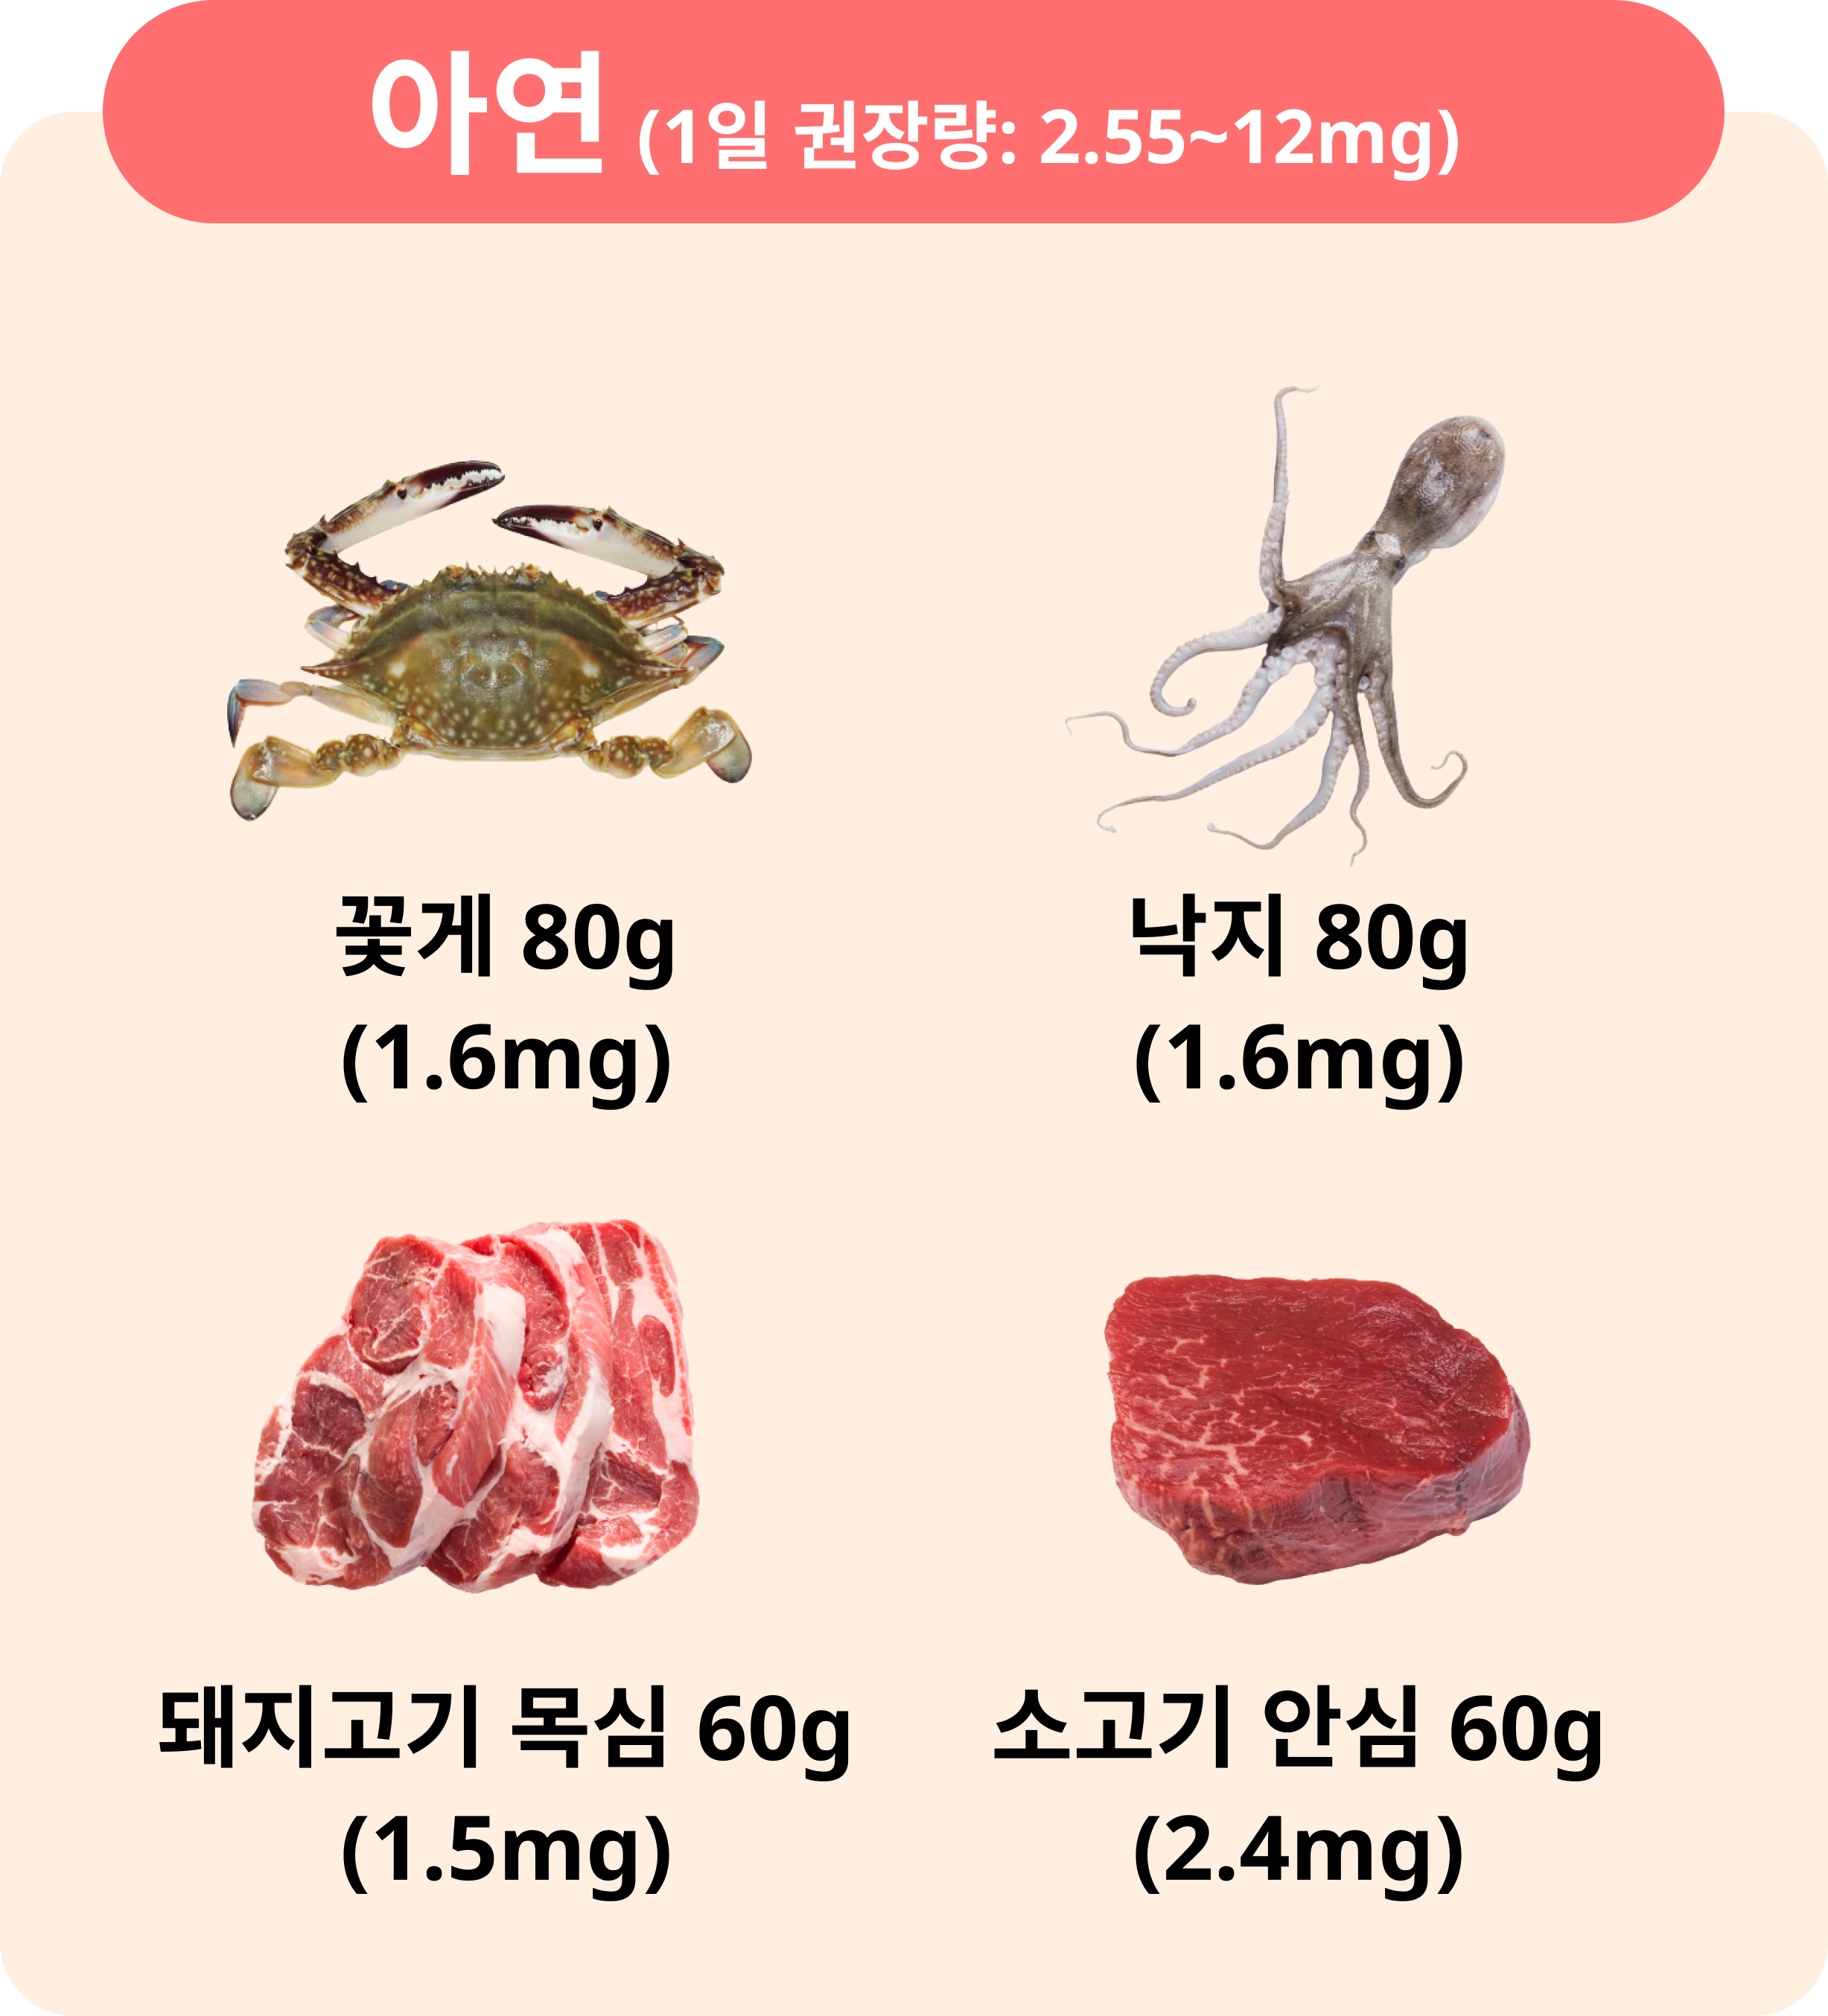 아연 (1일 권장량: 2.55~12mg)
꽃게 80g
(1.6mg)
낙지 80g
(1.6mg)
돼지고기 목심 60g
(1.5mg)
소고기 안심 60g
(2.4mg)